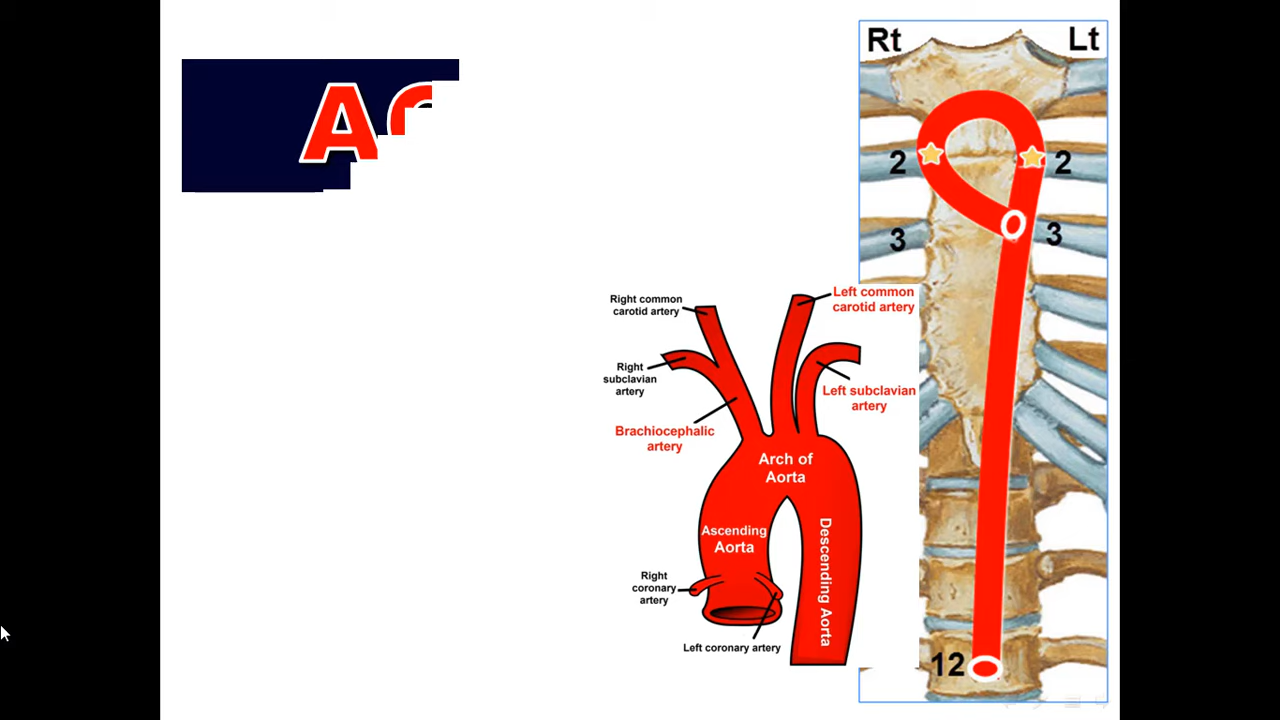 A
Rt
Lt
2
2
3
3
12
Right common
carotid artery
Left common
carotid artery
Right
subclavian
artery
Left subclavian
artery
Brachiocephalic
artery
Arch of
Aorta
Ascending
Aorta
Descending Aorta
Right
coronary
artery
Left coronary artery